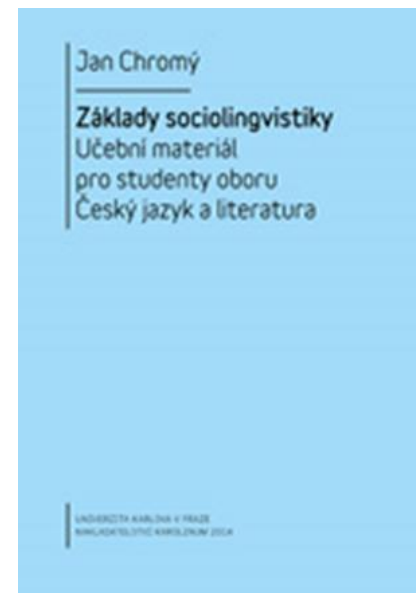 Jan Chromý
Základy sociolingvistiky
Učební materiál
pro studenty oboru
Český jazyk a literatura
UNIVERZITA KARLOVA V PRAZE
NAKLADATELSTVÍ KAROLINUM 2014